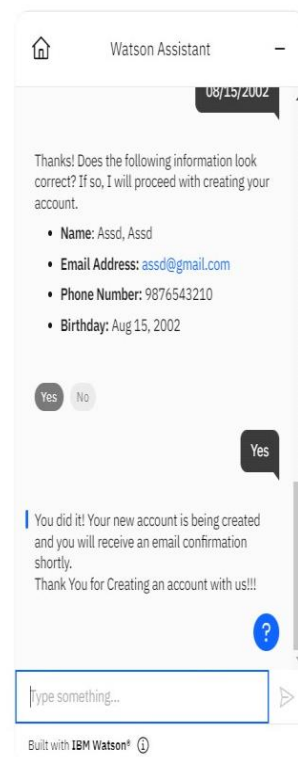 Watson Assistant
08/15/2002
Thanks! Does the following information look
correct? If so, I will proceed with creating your
account.
• Name: Assd, Assd
• Email Address: assd@gmail.com
• Phone Number: 9876543210
• Birthday: Aug 15, 2002
Yes No
Yes
You did it! Your new account is being created
and you will receive an email confirmation
shortly.
Thank You for Creating an account with us!!!
?
Type something...
Built with IBM Watson®